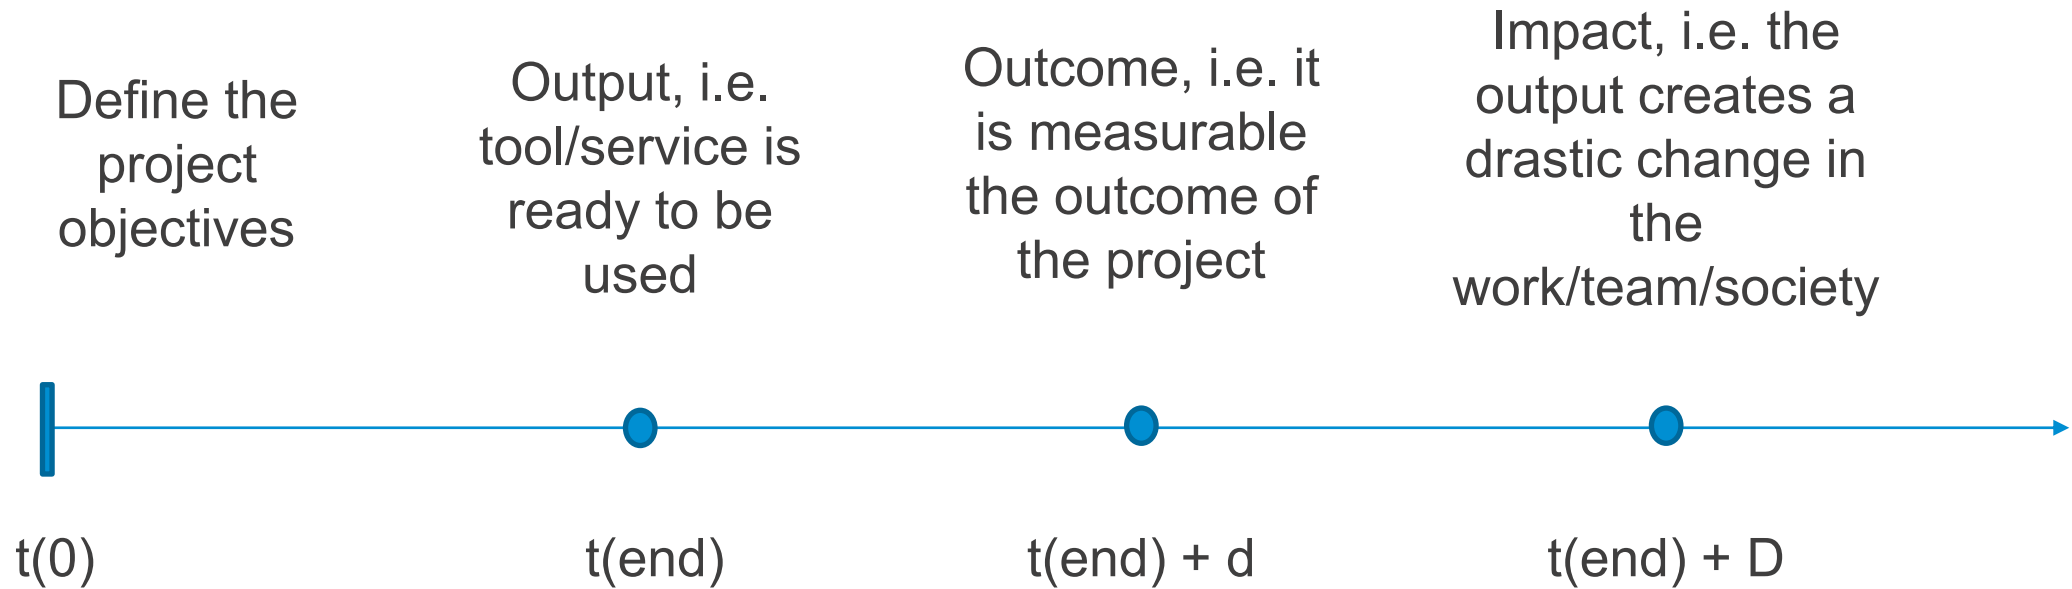 Define the
project
objectives
Output, i.e.
tool/service is
ready to be
used
Outcome, i.e. it
is measurable
the outcome of
the project
Impact, i.e. the
output creates a
drastic change in
the
work/team/society
t(0)
t(end)
t(end) + d
t(end) + D